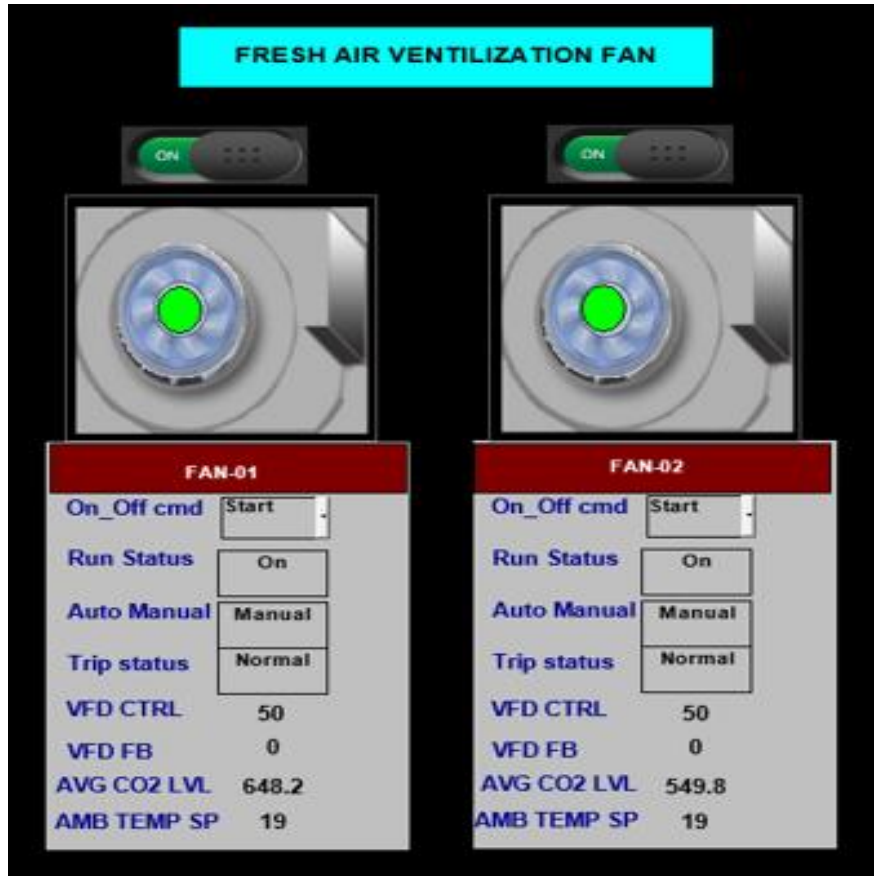 FRESH AIR VENTILIZATION FAN
ON
ON
FAN-01
On_Off cmd Start
Run Status On
Auto Manual Manual
Trip status Normal
VFD CTRL 50
VFD FB 0
AVG CO2 LVL 648.2
AMB TEMP SP 19
FAN-02
On_Off cmd Start
Run Status On
Auto Manual Manual
Trip status Normal
VFD CTRL 50
VFD FB 0
AVG CO2 LVL 549.8
AMB TEMP SP 19